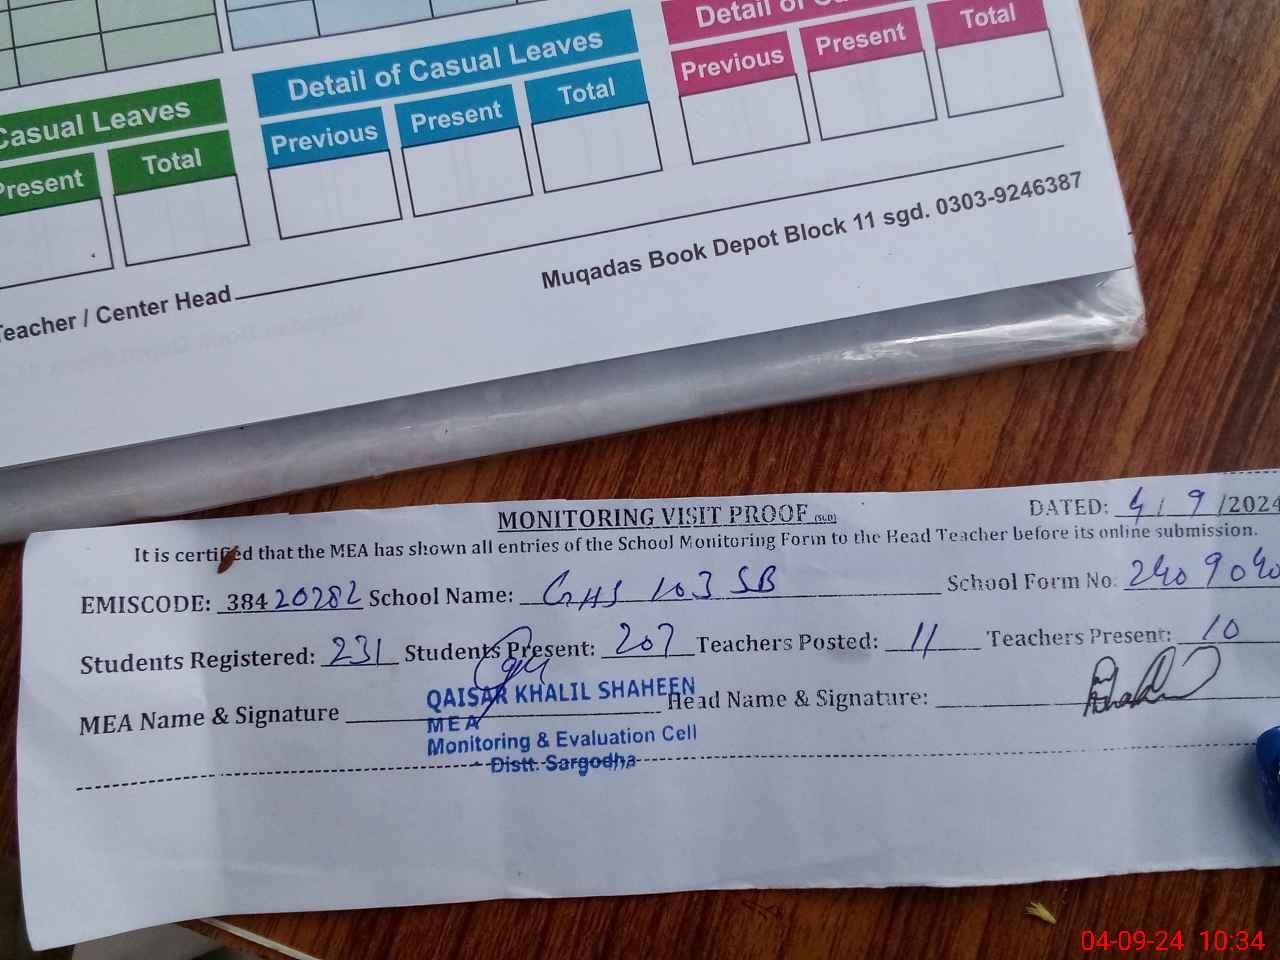 Detail of
Total
Present
Previous
Detail of Casual Leaves
Total
Present
Previous
Casual Leaves
Total
Present
Muqadas Book Depot Block 11 sgd. 0303-9246387
Teacher / Center Head
MONITORING VISIT PROOF (SGD)
DATED: 4/9/2024
It is certified that the MEA has shown all entries of the School Monitoring Form to the Head Teacher before its online submission.
EMISCODE: 38420282 School Name: GHS 103 SB School Form No: 2409040
Students Registered: 231 Students Present: 207 Teachers Posted: 11 Teachers Present: 10
MEA Name & Signature Head Name & Signature:
QAISAR KHALIL SHAHEEN
MEA
Monitoring & Evaluation Cell
Distt. Sargodha
04-09-24 10:34